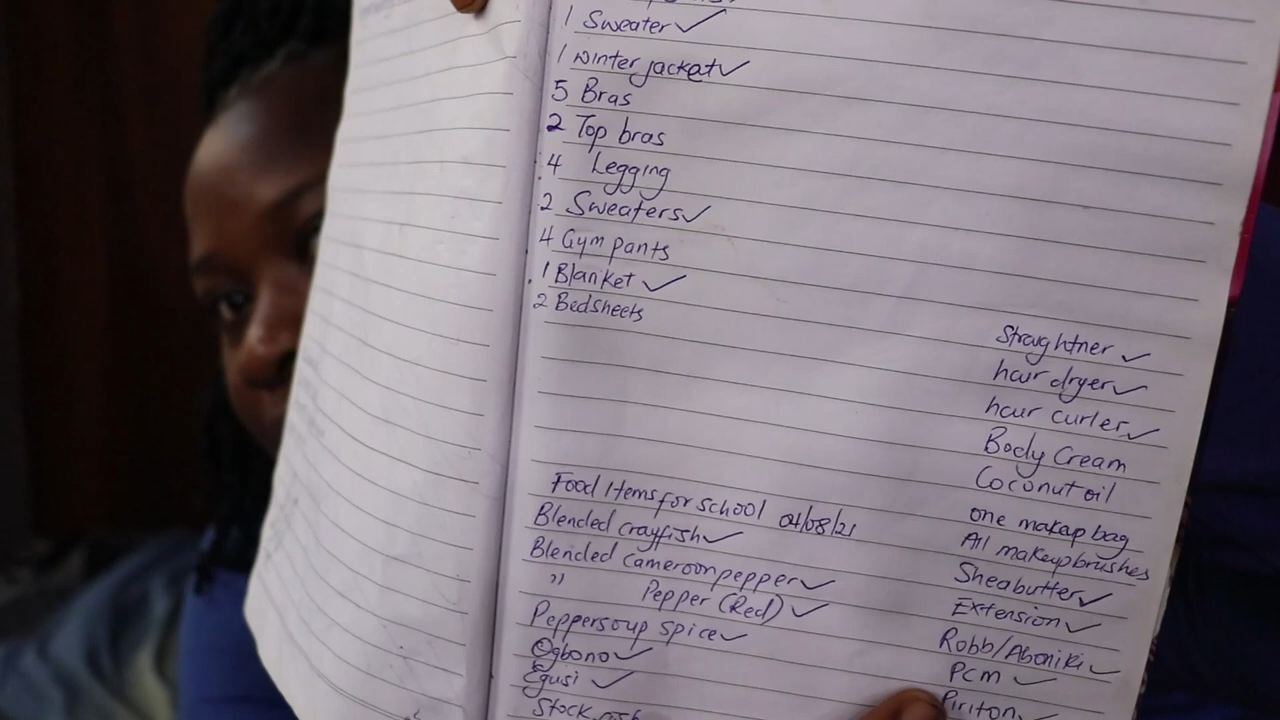 1 Sweater ✓
1 winter jacket ✓
5 Bras
2 Top bras
4 Legging
2 Sweaters ✓
4 Gym pants
1 Blanket ✓
2 Bedsheets
Straightner ✓
hair dryer ✓
hair curler ✓
Body Cream
Coconut oil
one makap bag
All makeup brushes
Sheabutter ✓
Extension ✓
Robb/Aboniki ✓
Pcm ✓
Piriton ✓
Food Items for school 04/08/21
Blended crayfish ✓
Blended Cameroon pepper ✓
" Pepper (Red) ✓
Peppersoup spice ✓
Ogbono ✓
Egusi ✓
Stock